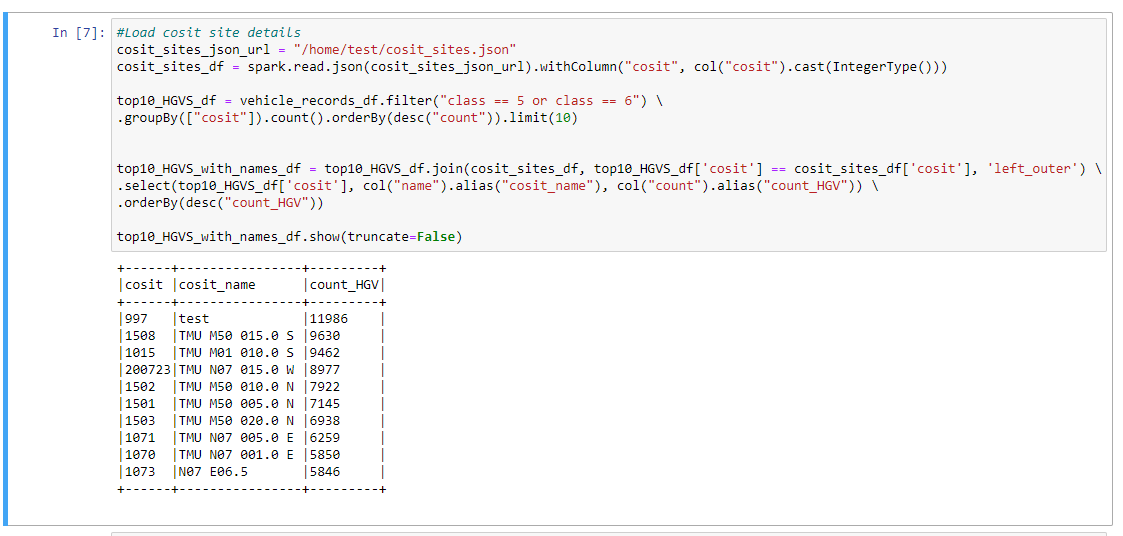 In [7]: #Load cosit site details
cosit_sites_json_url = "/home/test/cosit_sites.json"
cosit_sites_df = spark.read.json(cosit_sites_json_url).withColumn("cosit", col("cosit").cast(IntegerType()))
top10_HGVS_df = vehicle_records_df.filter("class == 5 or class == 6") \
.groupBy(["cosit"]).count().orderBy(desc("count")).limit(10)
top10_HGVS_with_names_df = top10_HGVS_df.join(cosit_sites_df, top10_HGVS_df['cosit'] == cosit_sites_df['cosit'], 'left_outer') \
.select(top10_HGVS_df['cosit'], col("name").alias("cosit_name"), col("count").alias("count_HGV")) \
.orderBy(desc("count_HGV"))
top10_HGVS_with_names_df.show(truncate=False)
+------+----------------+---------+
|cosit |cosit_name      |count_HGV|
+------+----------------+---------+
|997   |test            |11986    |
|1508  |TMU M50 015.0 S |9630     |
|1015  |TMU M01 010.0 S |9462     |
|200723|TMU N07 015.0 W |8977     |
|1502  |TMU M50 010.0 N |7922     |
|1501  |TMU M50 005.0 N |7145     |
|1503  |TMU M50 020.0 N |6938     |
|1071  |TMU N07 005.0 E |6259     |
|1070  |TMU N07 001.0 E |5850     |
|1073  |N07 E06.5       |5846     |
+------+----------------+---------+